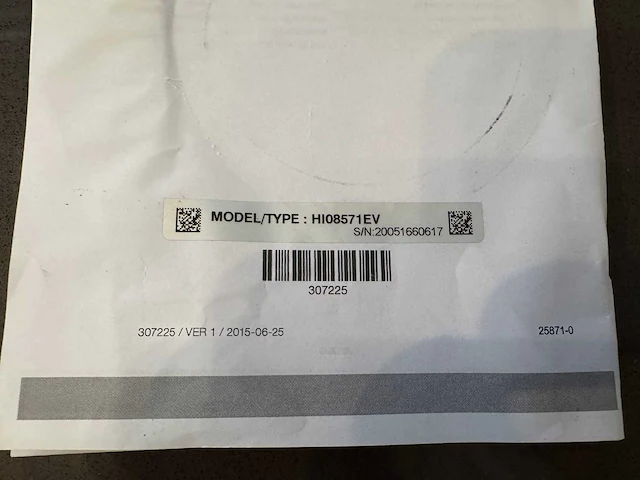 MODEL/TYPE : HI08571EV
S/N:20051660617
307225
307225 / VER 1 / 2015-06-25
25871-0